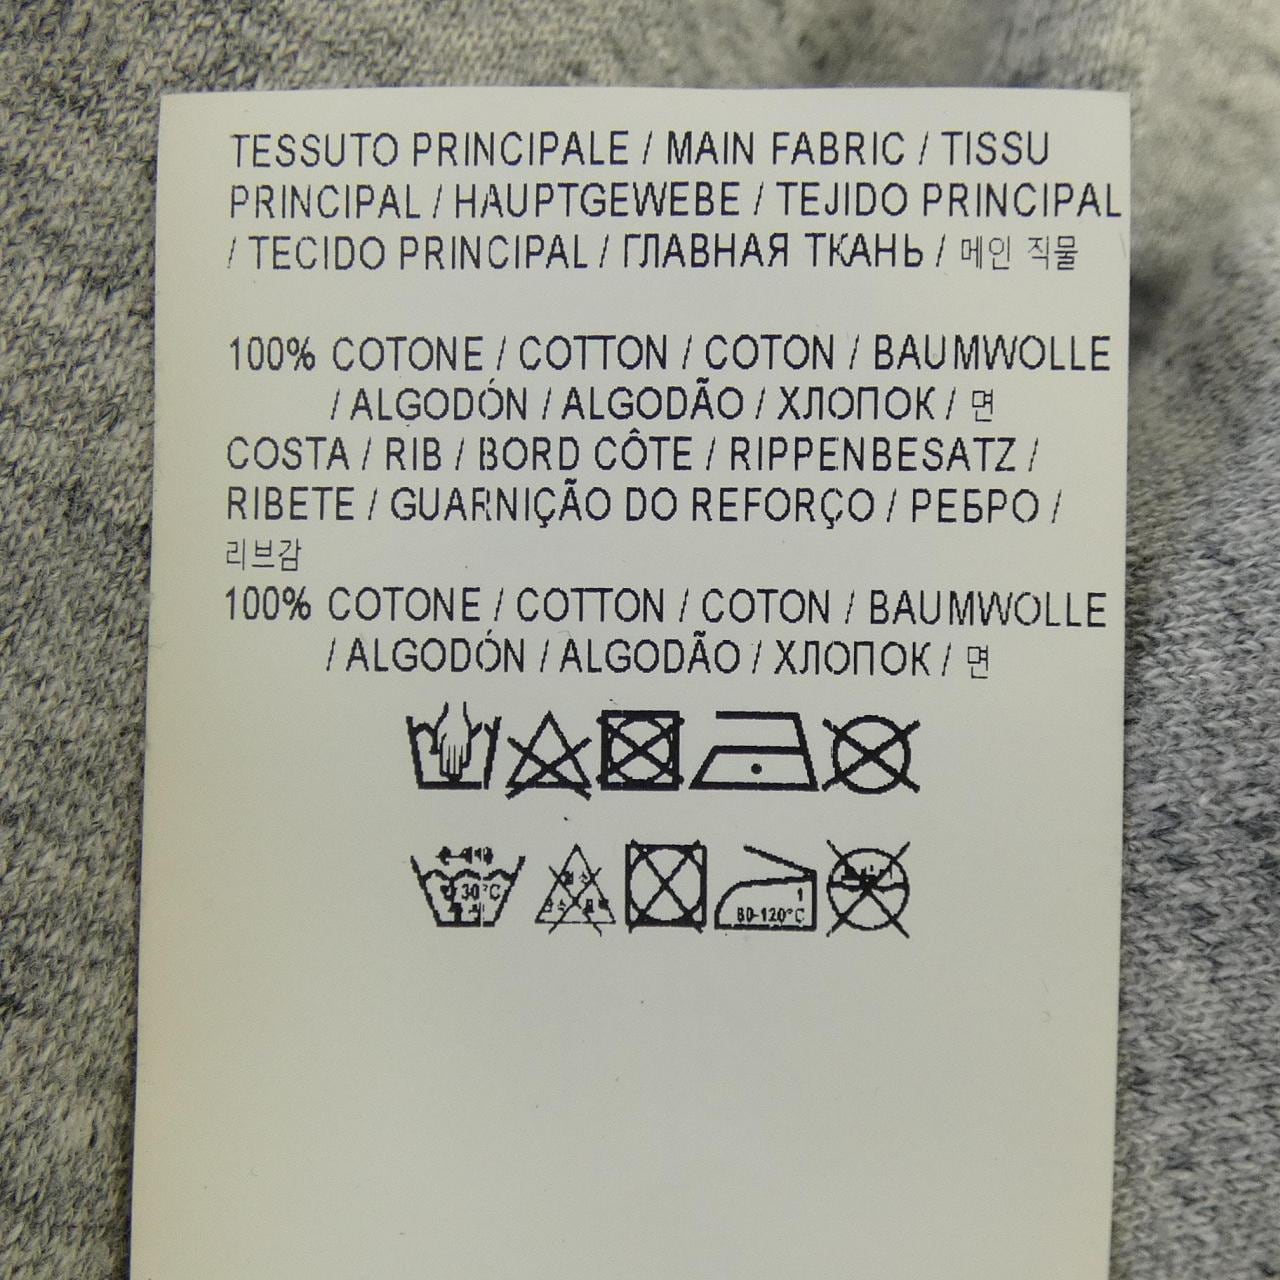 TESSUTO PRINCIPALE / MAIN FABRIC / TISSU
PRINCIPAL / HAUPTGEWEBE / TEJIDO PRINCIPAL
/ TECIDO PRINCIPAL / ГЛАВНАЯ ТКАНЬ / 메인 직물
100% COTONE / COTTON / COTON / BAUMWOLLE
/ ALGODÓN / ALGODÃO / ХЛОПОК / 면
COSTA / RIB / BORD CÔTE / RIPPENBESATZ /
RIBETE / GUARNIÇÃO DO REFORÇO / РЕБРО /
리브감
100% COTONE / COTTON / COTON / BAUMWOLLE
/ ALGODÓN / ALGODÃO / ХЛОПОК / 면
30°C
1
80-120°C